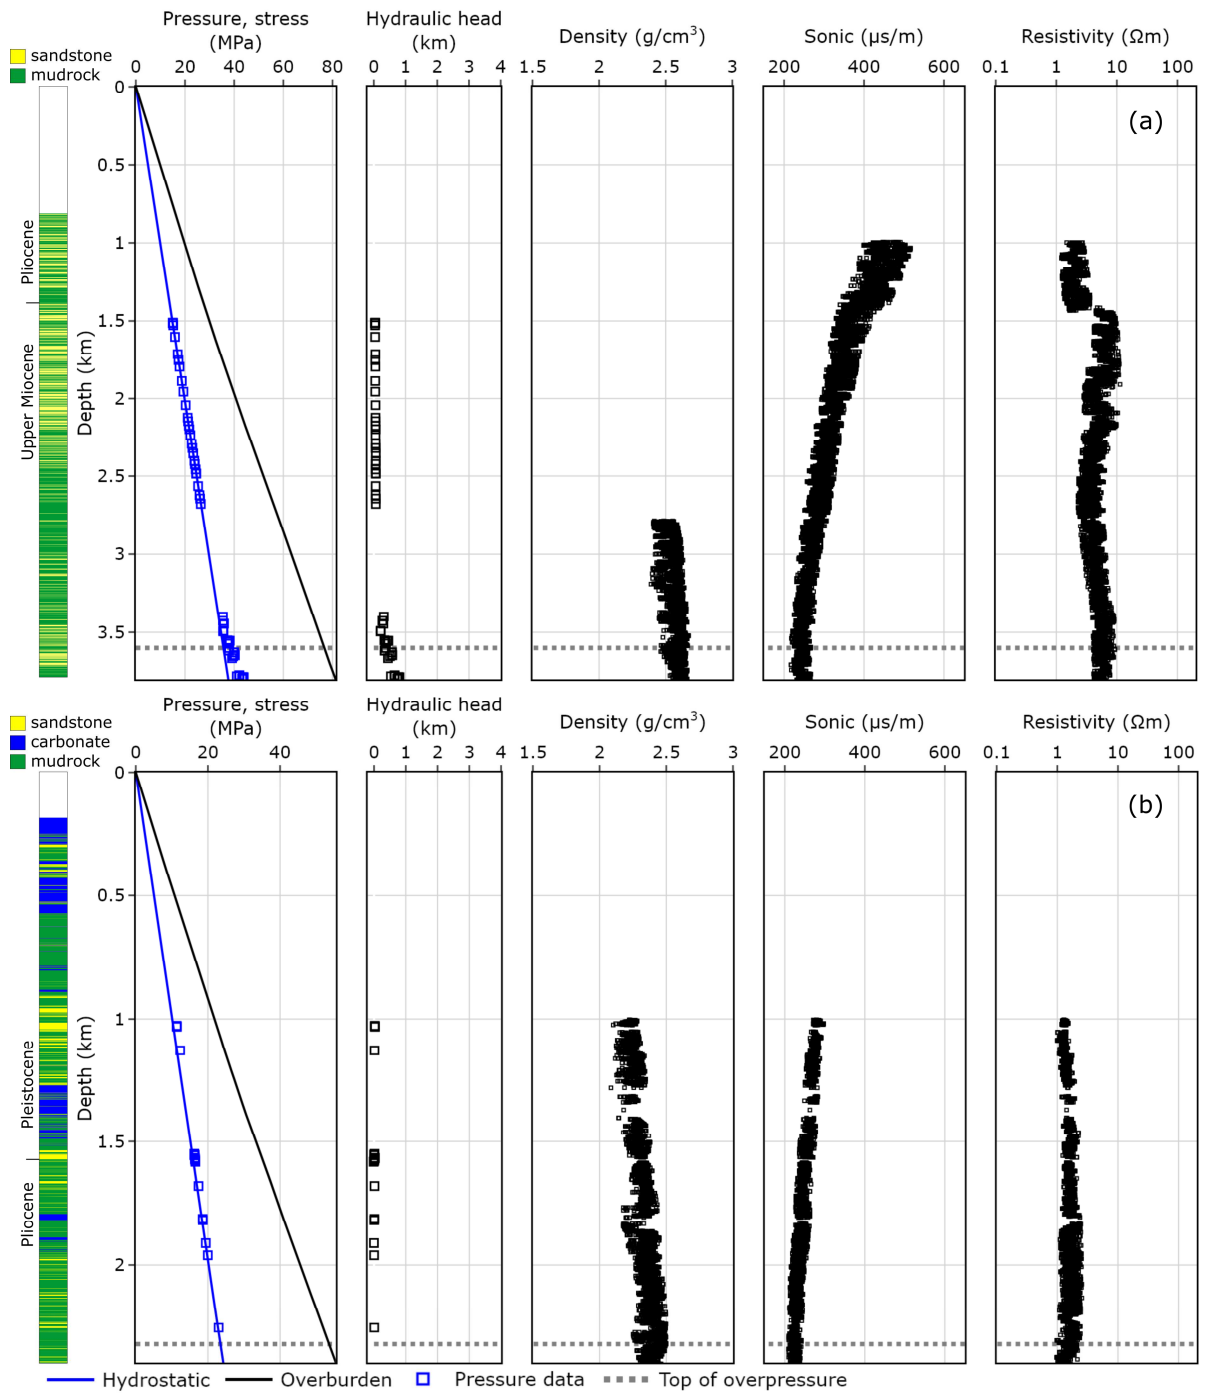 Pressure, stress
(MPa)
Hydraulic head
(km)
Density (g/cm³)
Sonic (µs/m)
Resistivity (Ωm)
sandstone
mudrock
0 20 40 60 80
0 1 2 3 4
1.5 2 2.5 3
200 400 600
0.1 1 10 100
(a)
0
0.5
1
1.5
2
2.5
3
3.5
Depth (km)
Pliocene
Upper Miocene
Pressure, stress
(MPa)
Hydraulic head
(km)
Density (g/cm³)
Sonic (µs/m)
Resistivity (Ωm)
sandstone
carbonate
mudrock
0 20 40
0 1 2 3 4
1.5 2 2.5 3
200 400 600
0.1 1 10 100
(b)
0
0.5
1
1.5
2
Depth (km)
Pleistocene
Pliocene
Hydrostatic Overburden Pressure data Top of overpressure